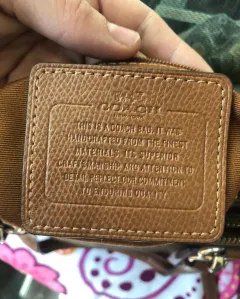 COACH
THIS IS A COACH BAG. IT WAS
HANDCRAFTED FROM THE FINEST
MATERIALS. ITS SUPERIOR
CRAFTSMANSHIP AND ATTENTION TO
DETAIL REFLECT OUR COMMITMENT
TO ENDURING QUALITY.